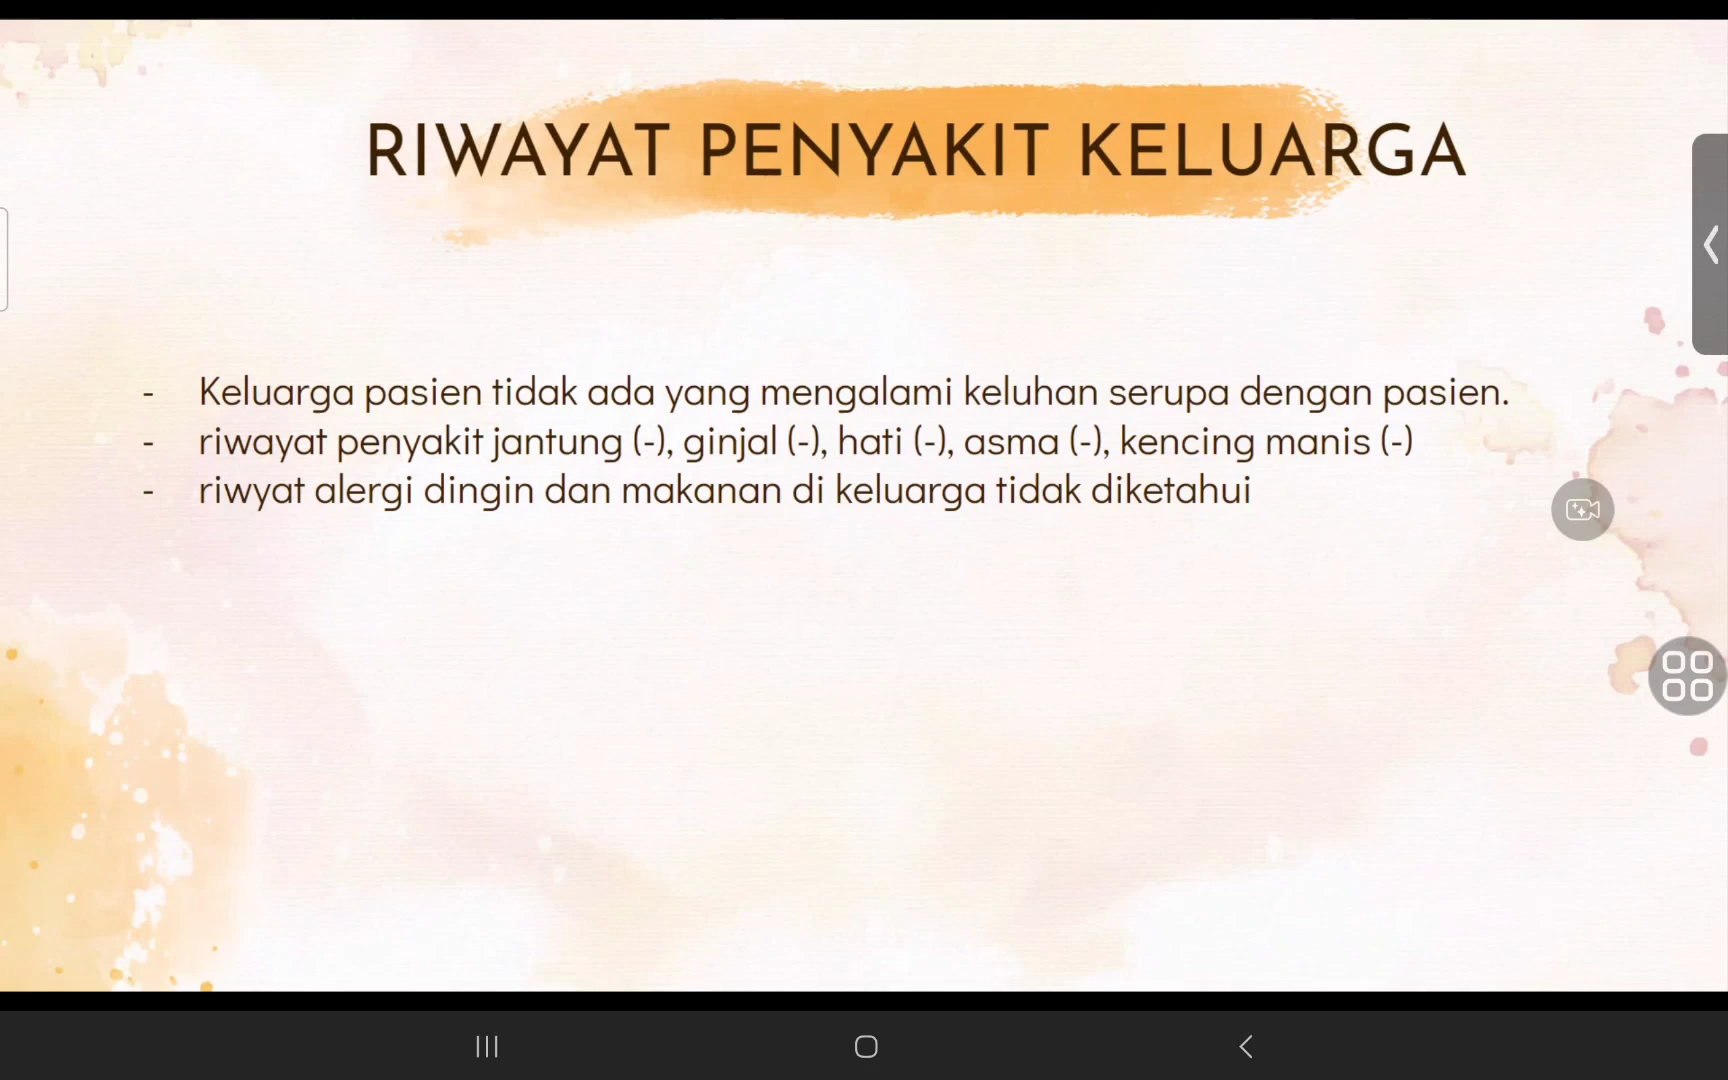 RIWAYAT PENYAKIT KELUARGA
- Keluarga pasien tidak ada yang mengalami keluhan serupa dengan pasien.
- riwayat penyakit jantung (-), ginjal (-), hati (-), asma (-), kencing manis (-)
- riwyat alergi dingin dan makanan di keluarga tidak diketahui